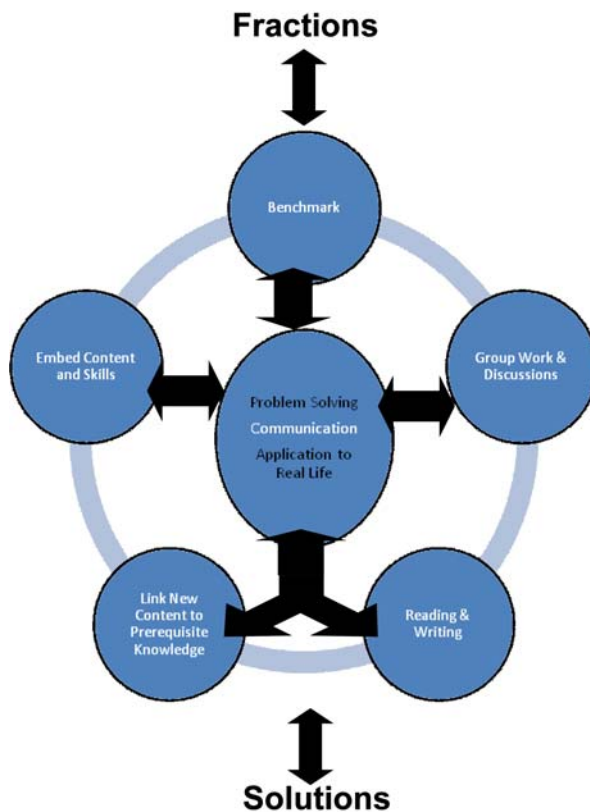 Fractions
Benchmark
Embed Content
and Skills
Group Work &
Discussions
Problem Solving
Communication
Application to
Real Life
Link New
Content to
Prerequisite
Knowledge
Reading &
Writing
Solutions